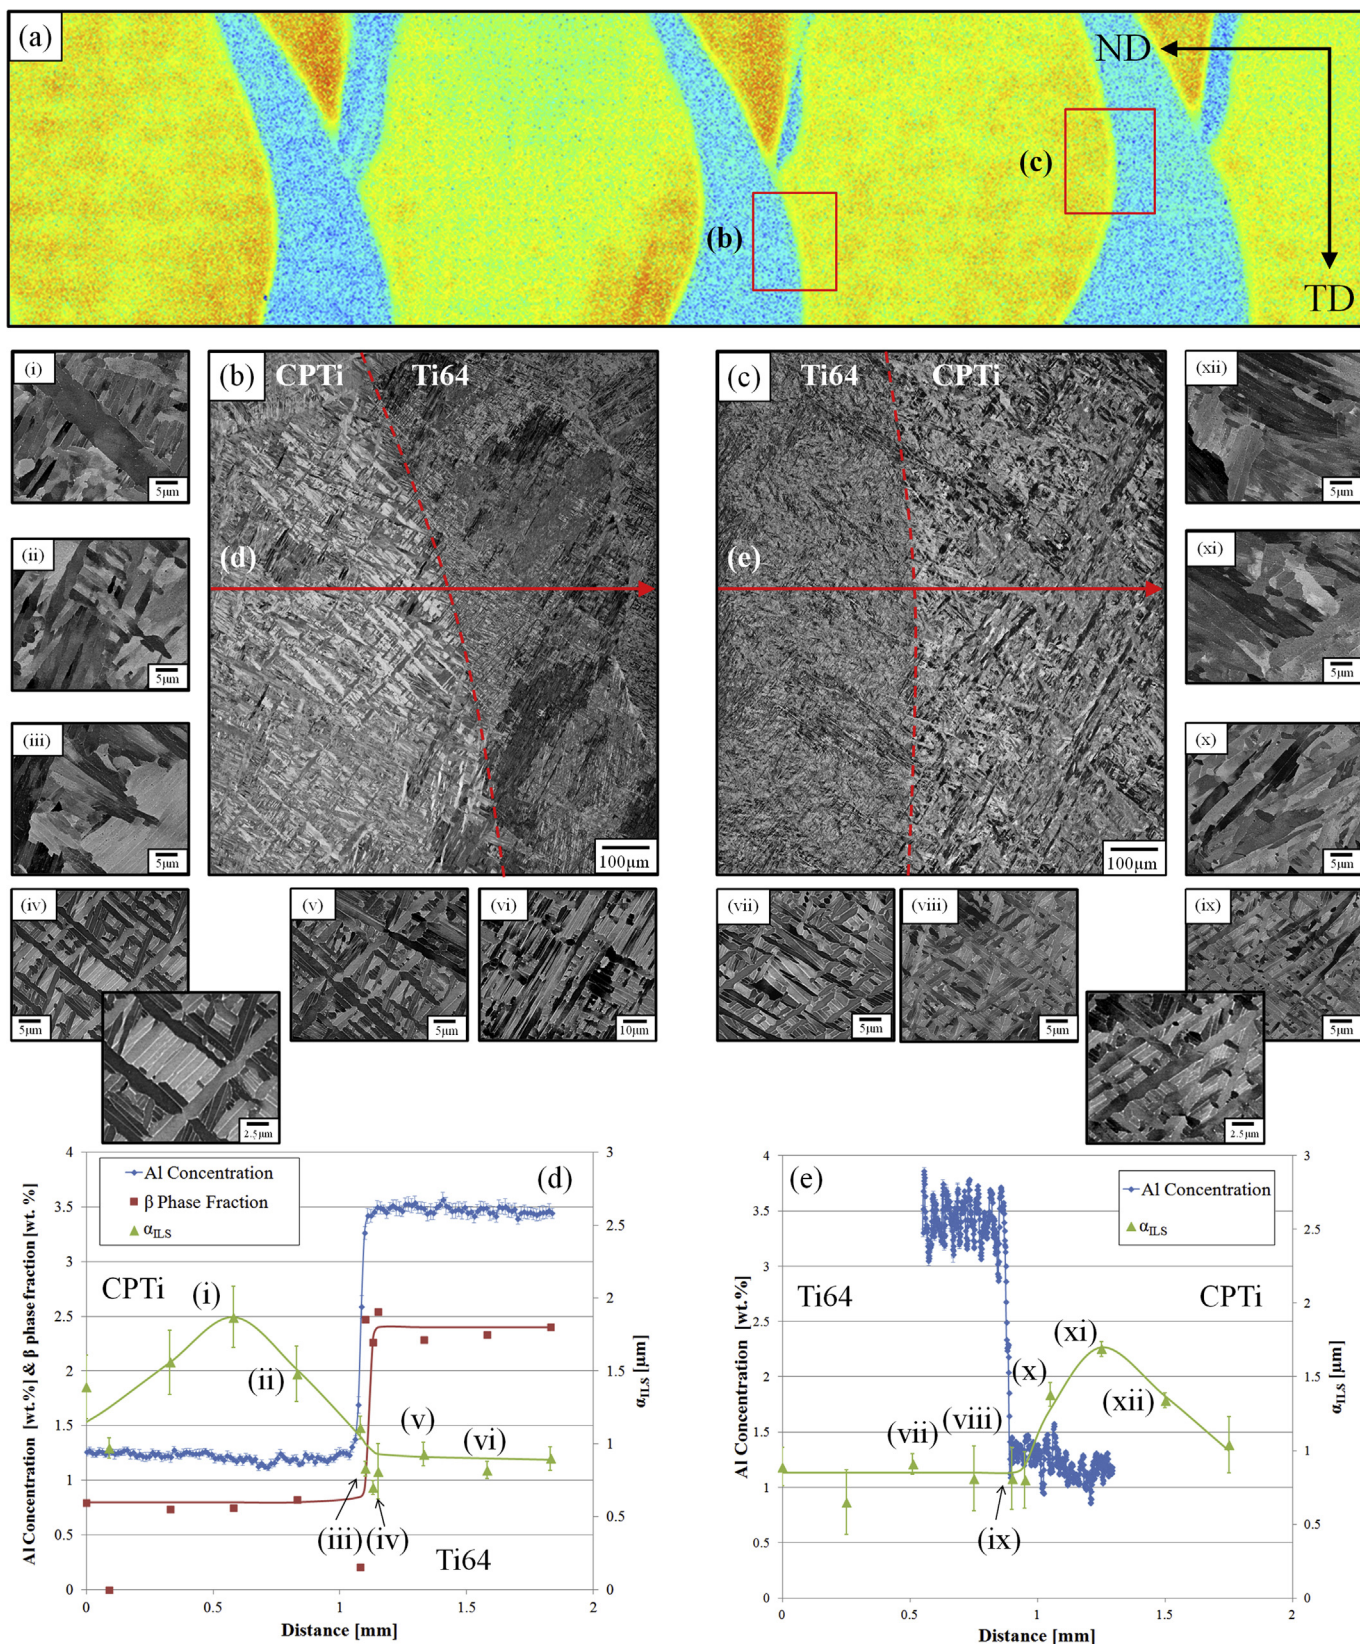 (a)
ND
TD
(b)
(c)
(i)
5μm
(ii)
5μm
(iii)
5μm
(b)
CPTi
Ti64
(d)
100μm
(c)
Ti64
CPTi
(e)
100μm
(xii)
5μm
(xi)
5μm
(x)
5μm
(iv)
5μm
2.5μm
(v)
5μm
(vi)
10μm
(vii)
5μm
(viii)
5μm
(ix)
5μm
2.5μm
(d)
Al Concentration
β Phase Fraction
αILS
CPTi
Ti64
(i)
(ii)
(iii)
(iv)
(v)
(vi)
Al Concentration [wt.%] & β phase fraction [wt. %]
4
3.5
3
2.5
2
1.5
1
0.5
0
αILS [μm]
3
2.5
2
1.5
1
0.5
0
0
0.5
1
1.5
2
Distance [mm]
(e)
Al Concentration
αILS
Ti64
CPTi
(vii)
(viii)
(ix)
(x)
(xi)
(xii)
Al Concentration [wt.%]
4
3.5
3
2.5
2
1.5
1
0.5
0
αILS [μm]
3
2.5
2
1.5
1
0.5
0
0
0.5
1
1.5
2
Distance [mm]